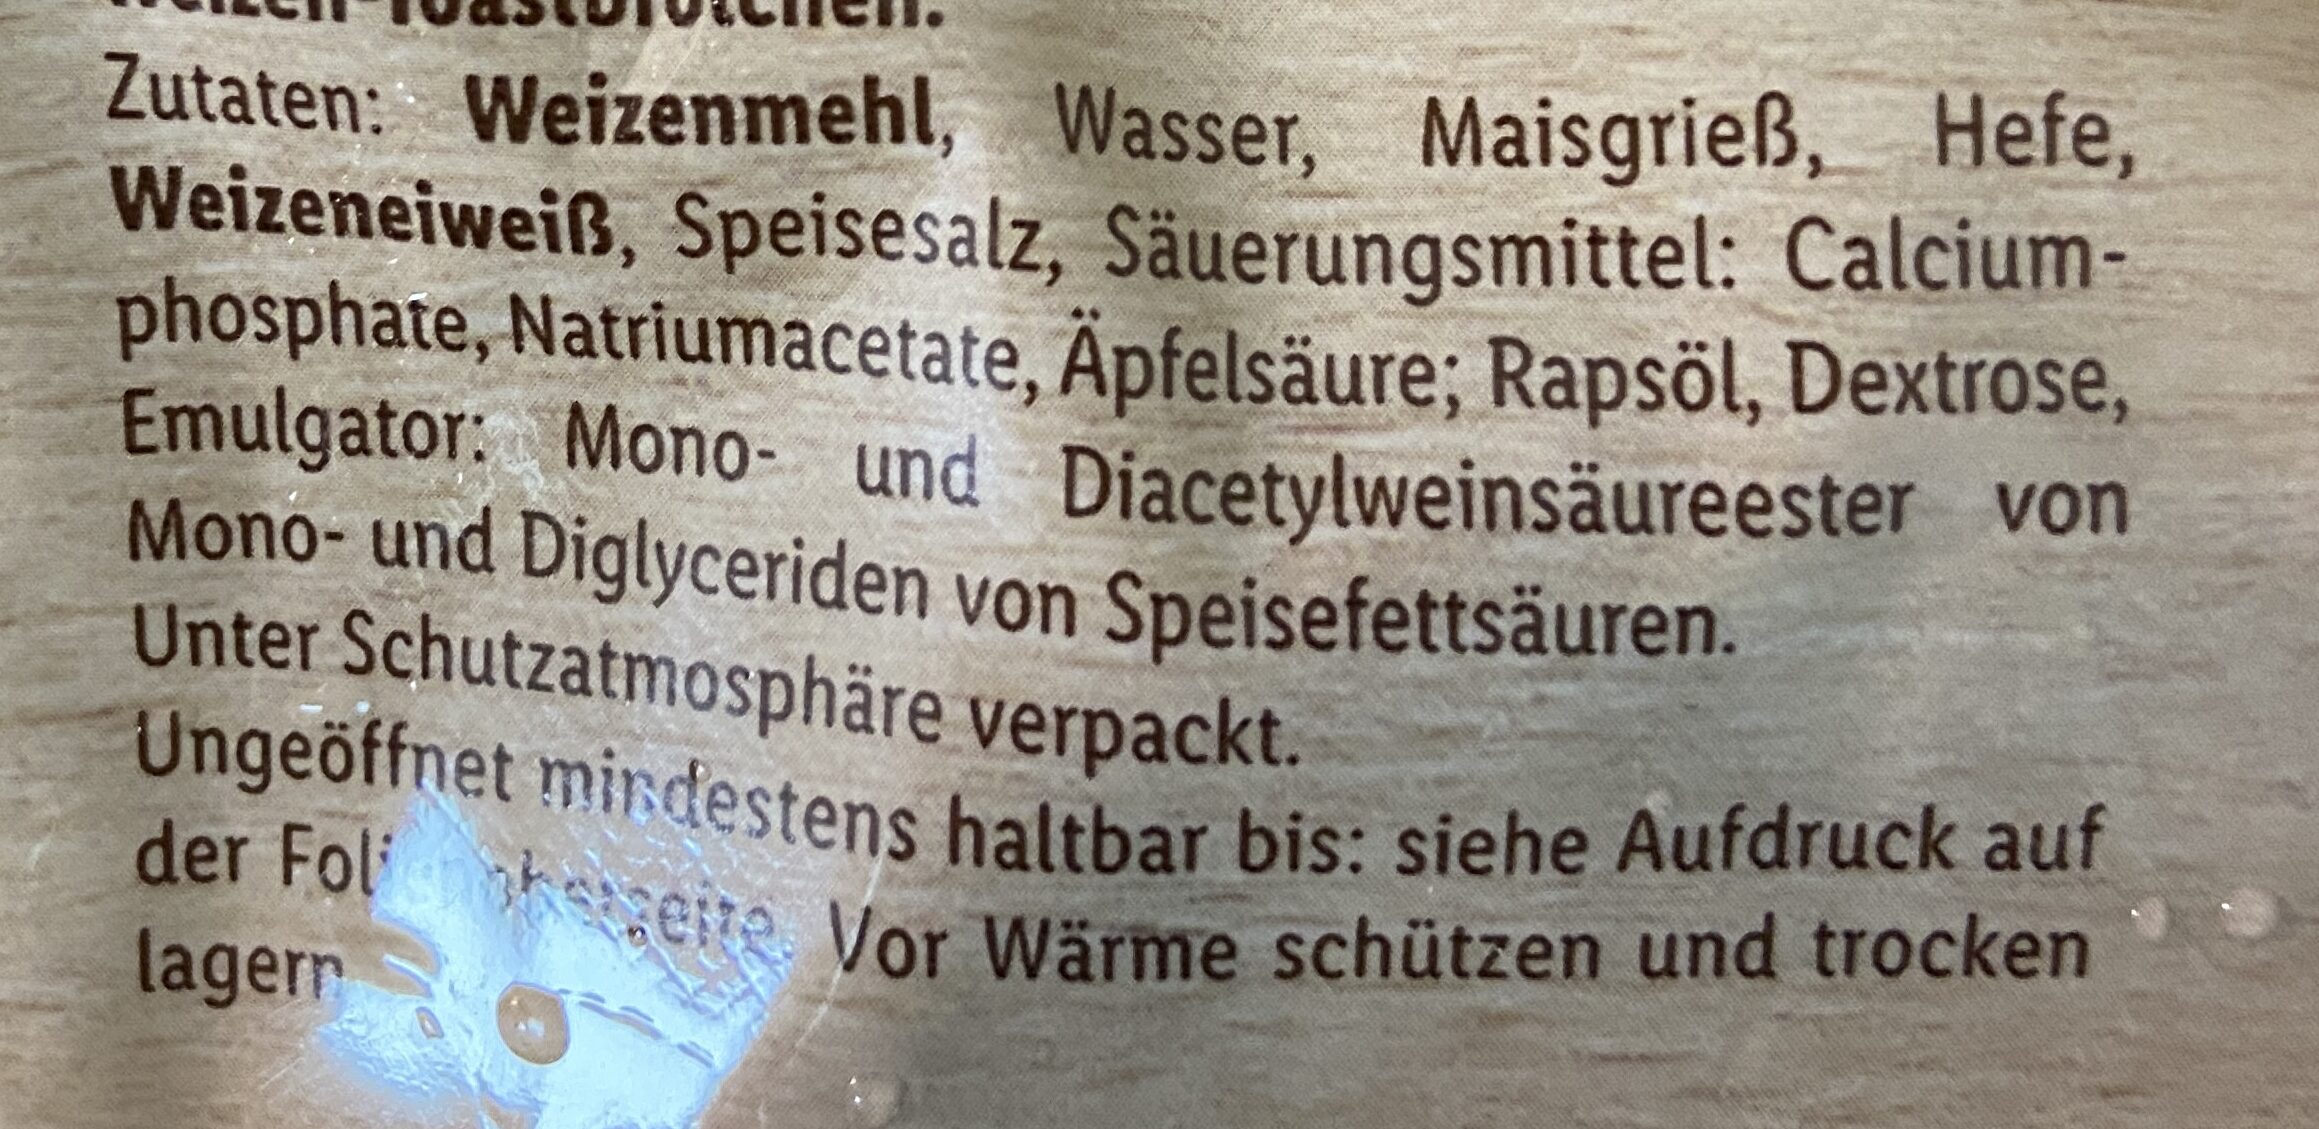 Weizen-Toastbrötchen.
Zutaten: Weizenmehl, Wasser, Maisgrieß, Hefe,
Weizeneiweiß, Speisesalz, Säuerungsmittel: Calcium-
phosphate, Natriumacetate, Äpfelsäure; Rapsöl, Dextrose,
Emulgator: Mono- und Diacetylweinsäureester von
Mono- und Diglyceriden von Speisefettsäuren.
Unter Schutzatmosphäre verpackt.
Ungeöffnet mindestens haltbar bis: siehe Aufdruck auf
der Vor Wärme schützen und trocken
lagern